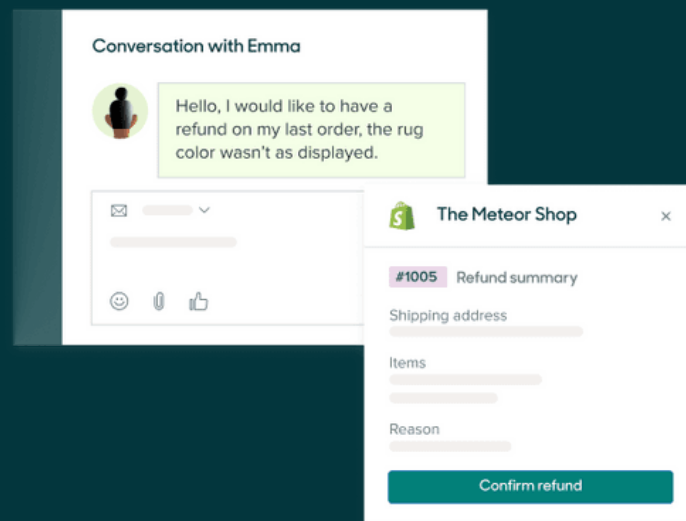 Conversation with Emma
Hello, I would like to have a
refund on my last order, the rug
color wasn't as displayed.
The Meteor Shop
#1005 Refund summary
Shipping address
Items
Reason
Confirm refund